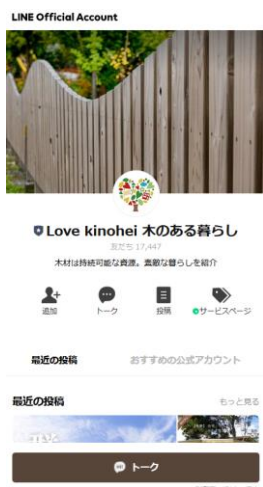 LINE Official Account
Love kinohei 木のある暮らし
友だち 17,447
木材は持続可能な資源。素敵な暮らしを紹介
追加
トーク
投稿
サービスページ
最近の投稿
おすすめの公式アカウント
最近の投稿
もっと見る
トーク